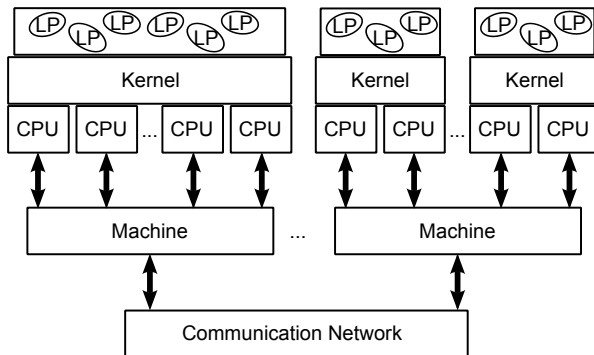 LP LP LP LP LP LP LP LP LP LP LP LP
Kernel Kernel Kernel
CPU CPU ... CPU CPU CPU CPU ... CPU CPU
Machine ... Machine
Communication Network